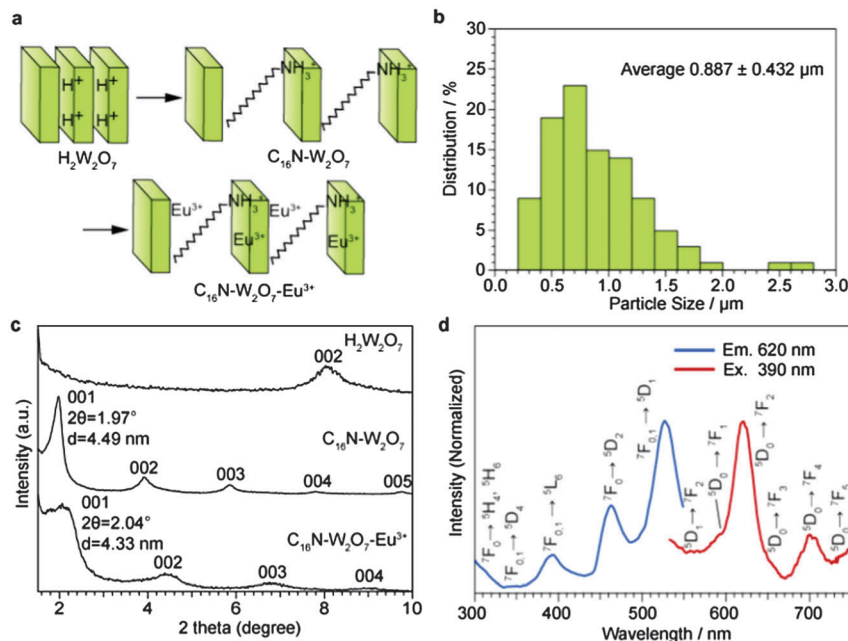 a
H⁺ H⁺
H⁺ H⁺
H₂W₂O₇
NH₃⁺ NH₃⁺
C₁₆N-W₂O₇
Eu³⁺ NH₃⁺ Eu³⁺ NH₃⁺
Eu³⁺ Eu³⁺
C₁₆N-W₂O₇-Eu³⁺
b
Average 0.887 ± 0.432 µm
Distribution / %
30
25
20
15
10
5
0
0.0 0.5 1.0 1.5 2.0 2.5 3.0
Particle Size / µm
c
Intensity (a.u.)
H₂W₂O₇
002
001
2θ=1.97°
d=4.49 nm
C₁₆N-W₂O₇
002 003 004 005
001
2θ=2.04°
d=4.33 nm
C₁₆N-W₂O₇-Eu³⁺
002 003 004
2 4 6 8 10
2 theta (degree)
d
Intensity (Normalized)
Em. 620 nm
Ex. 390 nm
⁷F₀→⁵H₄, ⁵H₆
⁷F₀,₁→⁵D₄
⁷F₀,₁→⁵L₆
⁷F₀→⁵D₂
⁷F₀,₁→⁵D₁
⁵D₁→⁷F₂
⁵D₀→⁷F₁
⁵D₀→⁷F₂
⁵D₀→⁷F₃
⁵D₀→⁷F₄
⁵D₀→⁷F₅
300 400 500 600 700
Wavelength / nm